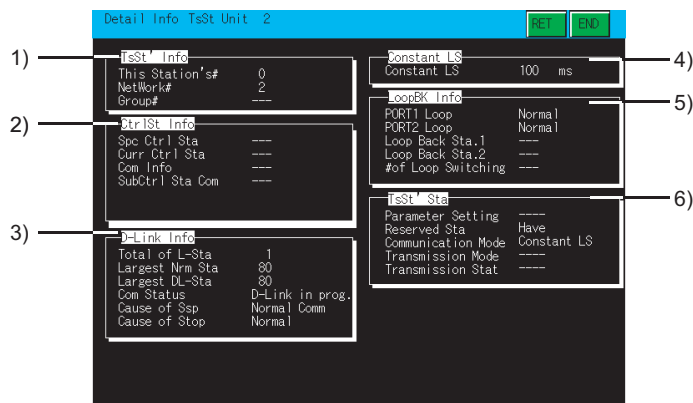 Detail Info TsSt Unit 2
RET END
1)
TsSt' Info
This Station's# 0
NetWork# 2
Group# ---
2)
CtrlSt Info
Spc Ctrl Sta ---
Curr Ctrl Sta ---
Com Info ---
SubCtrl Sta Com ---
3)
D-Link Info
Total of L-Sta 1
Largest Nrm Sta 80
Largest DL-Sta 80
Com Status D-Link in prog.
Cause of Ssp Normal Comm
Cause of Stop Normal
4)
Constant LS
Constant LS 100 ms
5)
LoopBK Info
PORT1 Loop Normal
PORT2 Loop Normal
Loop Back Sta.1 ---
Loop Back Sta.2 ---
#of Loop Switching ---
6)
TsSt' Sta
Parameter Setting ----
Reserved Sta Have
Communication Mode Constant LS
Transmission Mode ----
Transmission Stat ----